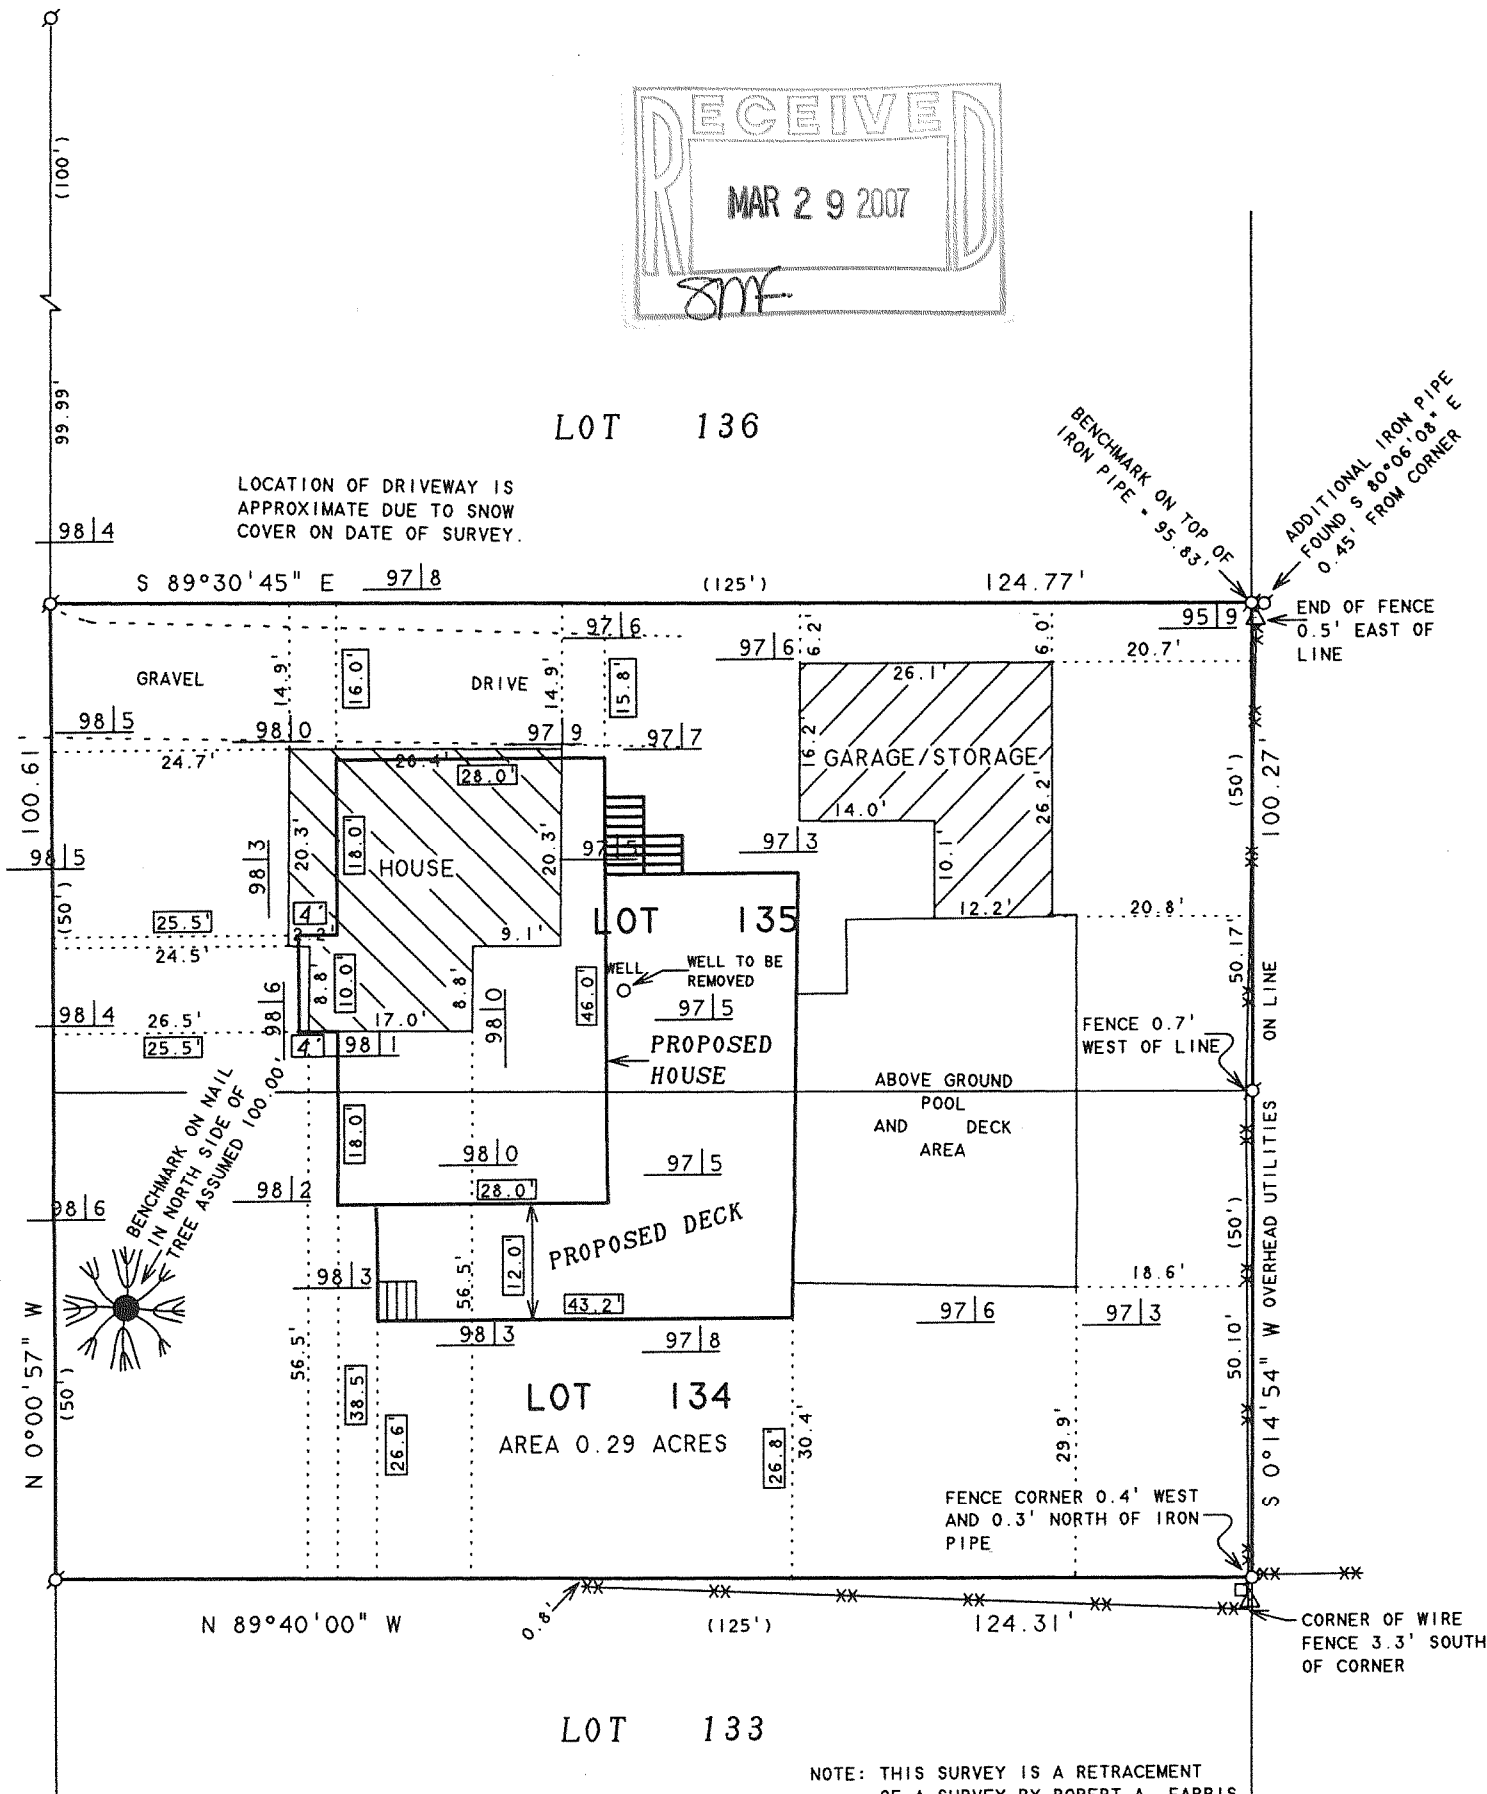 RECEIVED
MAR 29 2007
(100')
99.99'
LOT 136
LOCATION OF DRIVEWAY IS
APPROXIMATE DUE TO SNOW
COVER ON DATE OF SURVEY.
BENCHMARK ON TOP OF
IRON PIPE = 95.83'
ADDITIONAL IRON PIPE
FOUND S 80°06'08" E
0.45' FROM CORNER
98|4
S 89°30'45" E
97|8
(125')
124.77'
95|9
END OF FENCE
0.5' EAST OF
LINE
97|6
97|6
6.2'
6.0'
20.7'
GRAVEL
DRIVE
14.9'
16.0'
14.9'
15.8'
26.1'
98|5
98|0
97|9
97|7
24.7'
28.4'
28.0'
16.2'
GARAGE/STORAGE
26.2'
14.0'
100.61'
(50')
100.27'
98|5
98|3
20.3'
18.0'
HOUSE
20.3'
97|5
97|3
10.1'
(50')
25.5'
4'
2.2'
9.1'
LOT 135
12.2'
20.8'
24.5'
8.8'
10.0'
8.8'
46.0'
WELL
WELL TO BE
REMOVED
97|5
50.17'
ON LINE
98|4
26.5'
25.5'
98|6
4'
98|1
17.0'
98|0
PROPOSED
HOUSE
FENCE 0.7'
WEST OF LINE
ABOVE GROUND
POOL
AND DECK
AREA
BENCHMARK ON NAIL
IN NORTH SIDE OF
TREE ASSUMED 100.00'
18.0'
98|0
97|5
98|6
98|2
28.0'
PROPOSED DECK
12.0'
98|3
56.5'
43.2'
(50')
OVERHEAD UTILITIES
18.6'
97|6
97|3
98|3
97|8
N 0°00'57" W
(50')
56.5'
38.5'
26.6'
LOT 134
AREA 0.29 ACRES
26.8'
30.4'
29.9'
50.10'
S 0°14'54" W
FENCE CORNER 0.4' WEST
AND 0.3' NORTH OF IRON
PIPE
N 89°40'00" W
0.8'
(125')
124.31'
CORNER OF WIRE
FENCE 3.3' SOUTH
OF CORNER
LOT 133
NOTE: THIS SURVEY IS A RETRACEMENT
OF A SURVEY BY ROBERT A. FARRIS